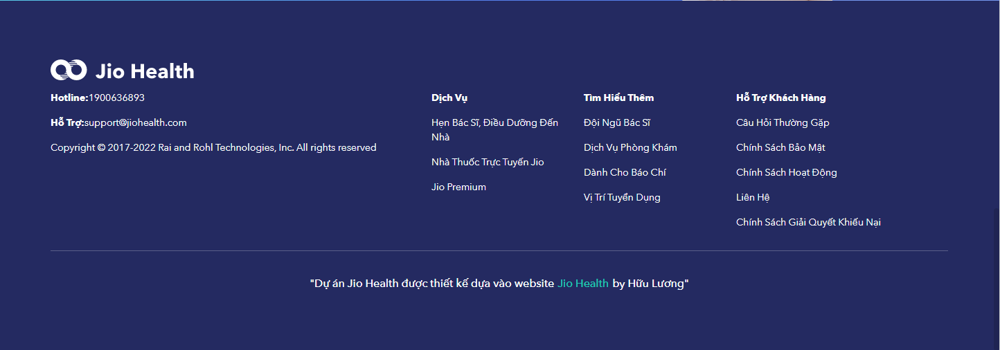 Jio Health
Hotline:1900636893
Hỗ Trợ:support@jiohealth.com
Copyright © 2017-2022 Rai and Rohl Technologies, Inc. All rights reserved
Dịch Vụ
Hẹn Bác Sĩ, Điều Dưỡng Đến
Nhà
Nhà Thuốc Trực Tuyến Jio
Jio Premium
Tìm Hiểu Thêm
Đội Ngũ Bác Sĩ
Dịch Vụ Phòng Khám
Dành Cho Báo Chí
Vị Trí Tuyển Dụng
Hỗ Trợ Khách Hàng
Câu Hỏi Thường Gặp
Chính Sách Bảo Mật
Chính Sách Hoạt Động
Liên Hệ
Chính Sách Giải Quyết Khiếu Nại
"Dự án Jio Health được thiết kế dựa vào website Jio Health by Hữu Lương"